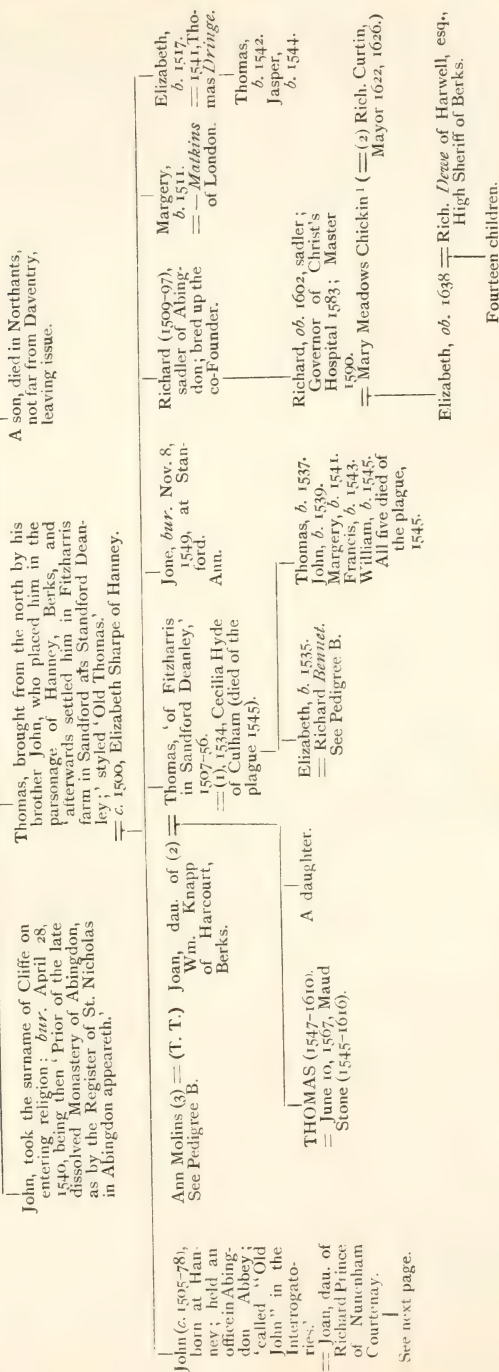 John, took the surname of Cliffe on
entering religion: bur. April 28,
1540, being then 'Prior of the late
dissolved Monastery of Abingdon,
as by the Register of St. Nicholas
in Abingdon appeareth.'
Thomas, brought from the north by his
brother John, who placed him in the
parsonage of Hanney, Berks, and
'afterwards settled him in Fitzharris
farm in Sandford ats Standford Dean-
ley;' styled 'Old Thomas.'
= c. 1500, Elizabeth Sharpe of Hanney.
A son, died in Northants,
not far from Daventry,
leaving issue.
John (c. 1505-78),
born at Han-
ney; held an
office in Abing-
don Abbey;
'called "Old
John" in the
Interrogato-
ries.'
= Joan, dau. of
Richard Prince
of Nunenham
Courtenay.
See next page.
Ann Molins (3) = (T. T.)
See Pedigree B.
Joan, dau. of (2) =
Wm. Knapp
of Harcourt,
Berks.
Thomas, 'of Fitzharris
in Sandford Deanley,'
1507-56.
= (1), 1534, Cecilia Hyde
of Culham (died of the
plague 1545).
Jone, bur. Nov. 8,
1549, at Stan-
ford.
Ann.
Richard (1509-97),
sadler of Abing-
don; bred up the
co-Founder.
Margery,
b. 1511.
= — Matkins
of London.
Elizabeth,
b. 1517.
= 1541, Tho-
mas Dringe.
THOMAS (1547-1610).
= June 10, 1567, Maud
Stone (1545-1616).
A daughter.
Elizabeth, b. 1535.
= Richard Bennet.
See Pedigree B.
Thomas, b. 1537.
John, b. 1539.
Margery, b. 1541.
Francis, b. 1543.
William, b. 1545.
All five died of
the plague,
1545.
Richard, ob. 1602, sadler;
Governor of Christ's
Hospital 1583; Master
1590.
= Mary Meadows Chickin 1 (= (2) Rich. Curtin,
Mayor 1622, 1626.)
Thomas,
b. 1542.
Jasper,
b. 1544.
Elizabeth, ob. 1638 = Rich. Dewe of Harwell, esq.,
High Sheriff of Berks.
Fourteen children.